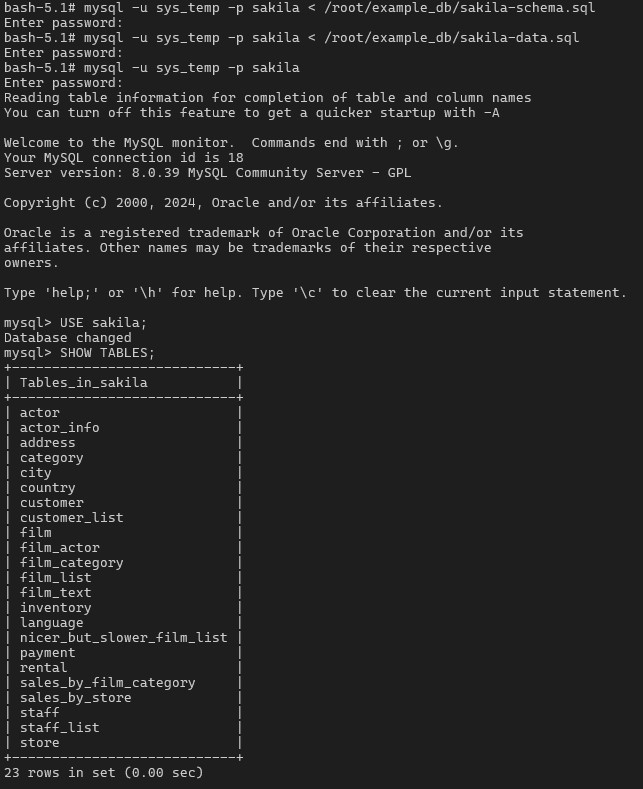 bash-5.1# mysql -u sys_temp -p sakila < /root/example_db/sakila-schema.sql
Enter password:
bash-5.1# mysql -u sys_temp -p sakila < /root/example_db/sakila-data.sql
Enter password:
bash-5.1# mysql -u sys_temp -p sakila
Enter password:
Reading table information for completion of table and column names
You can turn off this feature to get a quicker startup with -A

Welcome to the MySQL monitor.  Commands end with ; or \g.
Your MySQL connection id is 18
Server version: 8.0.39 MySQL Community Server - GPL

Copyright (c) 2000, 2024, Oracle and/or its affiliates.

Oracle is a registered trademark of Oracle Corporation and/or its
affiliates. Other names may be trademarks of their respective
owners.

Type 'help;' or '\h' for help. Type '\c' to clear the current input statement.

mysql> USE sakila;
Database changed
mysql> SHOW TABLES;
+----------------------------+
| Tables_in_sakila           |
+----------------------------+
| actor                      |
| actor_info                 |
| address                    |
| category                   |
| city                       |
| country                    |
| customer                   |
| customer_list              |
| film                       |
| film_actor                 |
| film_category              |
| film_list                  |
| film_text                  |
| inventory                  |
| language                   |
| nicer_but_slower_film_list |
| payment                    |
| rental                     |
| sales_by_film_category     |
| sales_by_store             |
| staff                      |
| staff_list                 |
| store                      |
+----------------------------+
23 rows in set (0.00 sec)